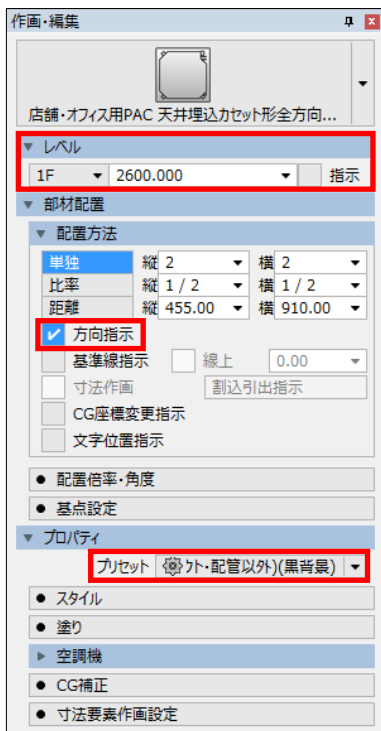 作画・編集
店舗・オフィス用PAC 天井埋込カセット形全方向...
レベル
1F 2600.000 指示
部材配置
配置方法
単独 縦 2 横 2
比率 縦 1 / 2 横 1 / 2
距離 縦 455.00 横 910.00
方向指示
基準線指示 線上 0.00
寸法作画 割込引出指示
CG座標変更指示
文字位置指示
配置倍率・角度
基点設定
プロパティ
プリセット ｸﾄ・配管以外)(黒背景)
スタイル
塗り
空調機
CG補正
寸法要素作画設定